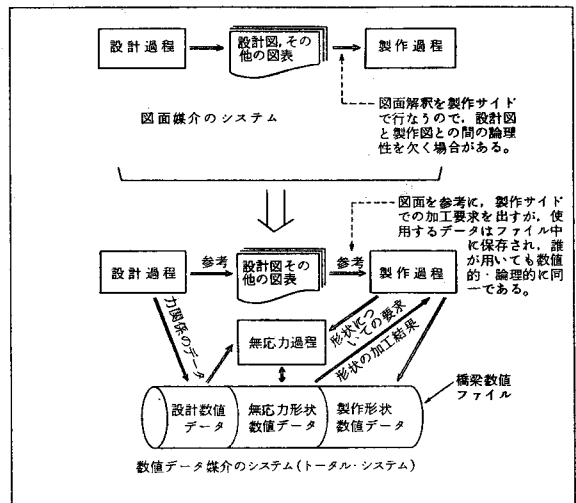 設計過程
設計図,その
他の図表
製作過程
図面媒介のシステム
図面解釈を製作サイド
で行なうので,設計図
と製作図との間の論理
性を欠く場合がある。
図面を参考に,製作サイド
での加工要求を出すが,使
用するデータはファイル中
に保存され,誰
が用いても数値
的・論理的に同
一である。
設計過程
参考
設計図その
他の図表
参考
製作過程
力関係のデータ
無応力過程
形状につ
いての要求
形状の加工結果
橋梁数値
ファイル
設計数値
データ
無応力形状
数値データ
製作形状
数値データ
数値データ媒介のシステム(トータル・システム)